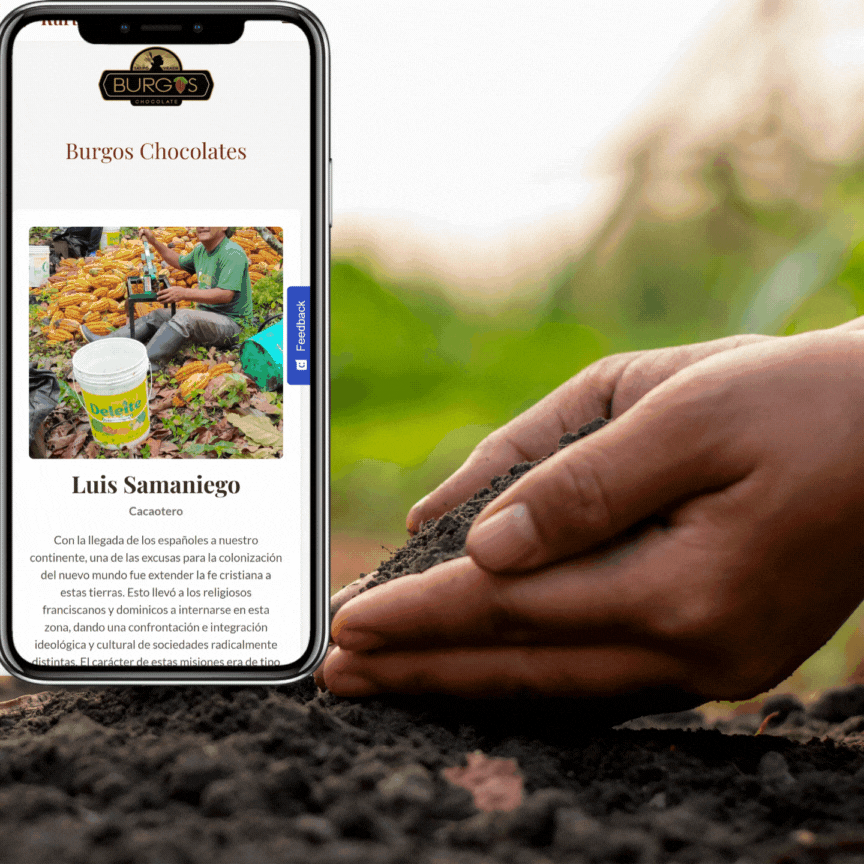 BURGOS
CHOCOLATE
Burgos Chocolates
Deleite
Feedback
Luis Samaniego
Cacaotero
Con la llegada de los españoles a nuestro
continente, una de las excusas para la colonización
del nuevo mundo fue extender la fe cristiana a
estas tierras. Esto llevó a los religiosos
franciscanos y dominicos a internarse en esta
zona, dando una confrontación e integración
ideológica y cultural de sociedades radicalmente
distintas. El carácter de estas misiones era de tipo